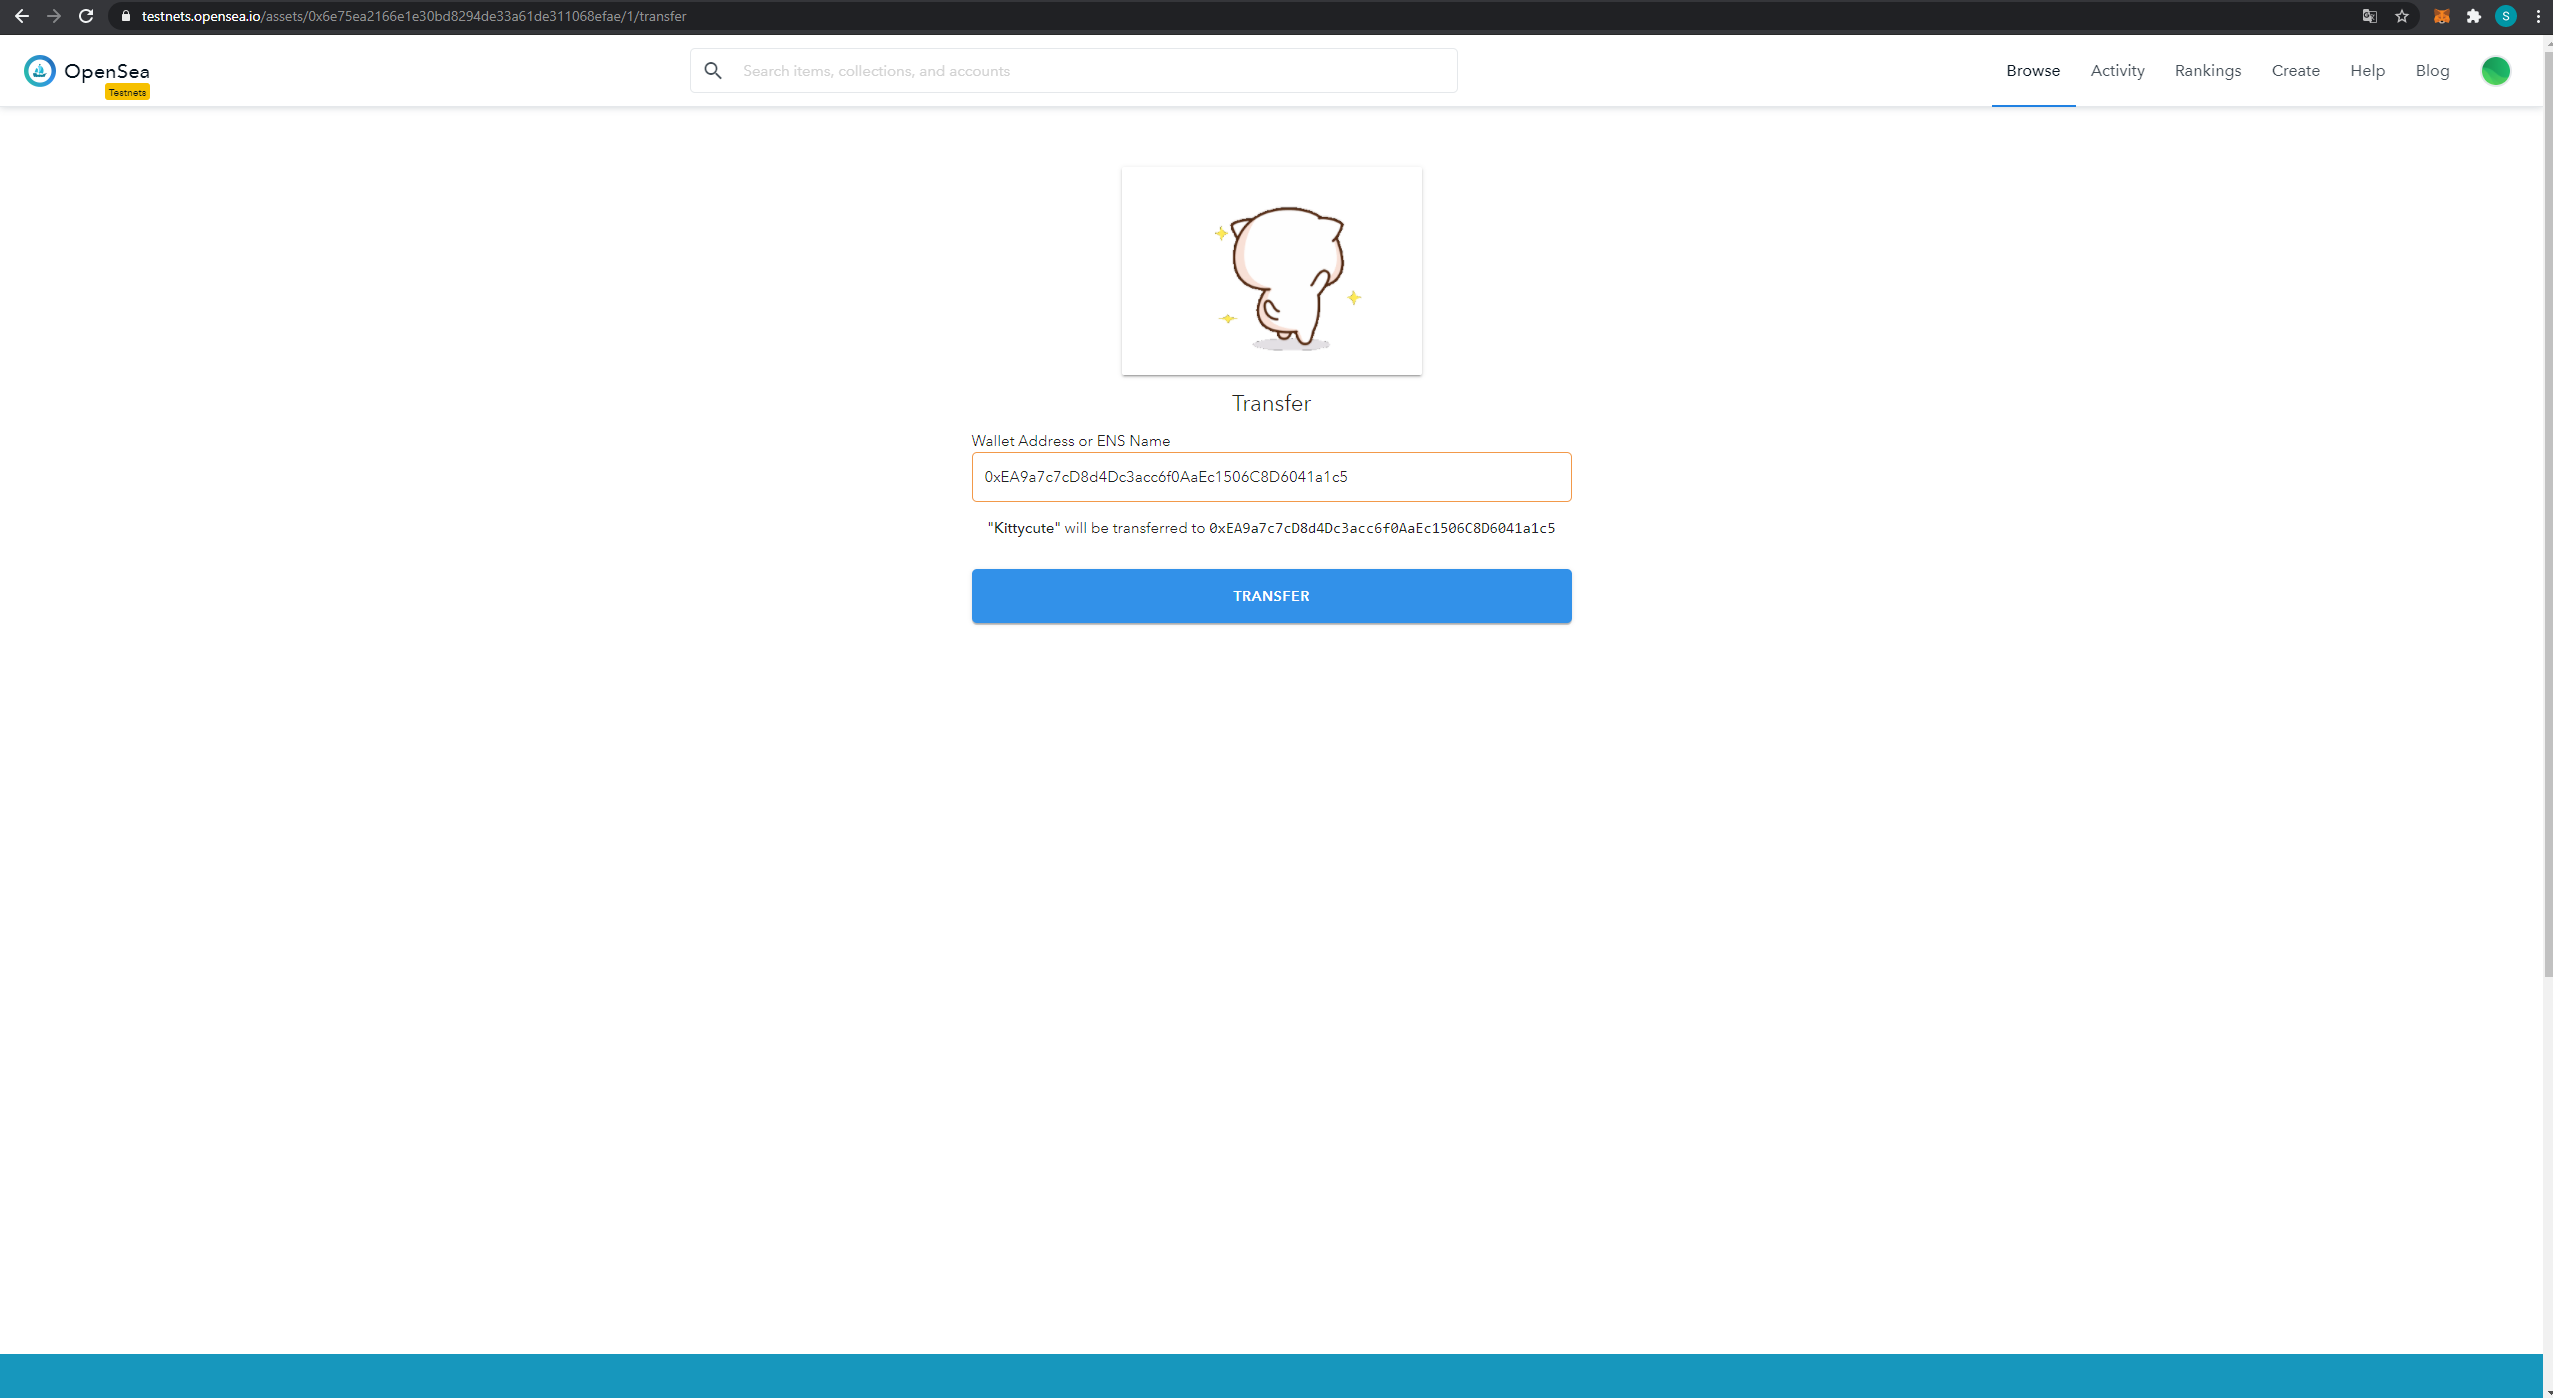 testnets.opensea.io/assets/0x6e75ea2166e1e30bd8294de33a61de311068efae/1/transfer
S
OpenSea
Testnets
Search items, collections, and accounts
Browse Activity Rankings Create Help Blog
Transfer
Wallet Address or ENS Name
0xEA9a7c7cD8d4Dc3acc6f0AaEc1506C8D6041a1c5
"Kittycute" will be transferred to 0xEA9a7c7cD8d4Dc3acc6f0AaEc1506C8D6041a1c5
TRANSFER